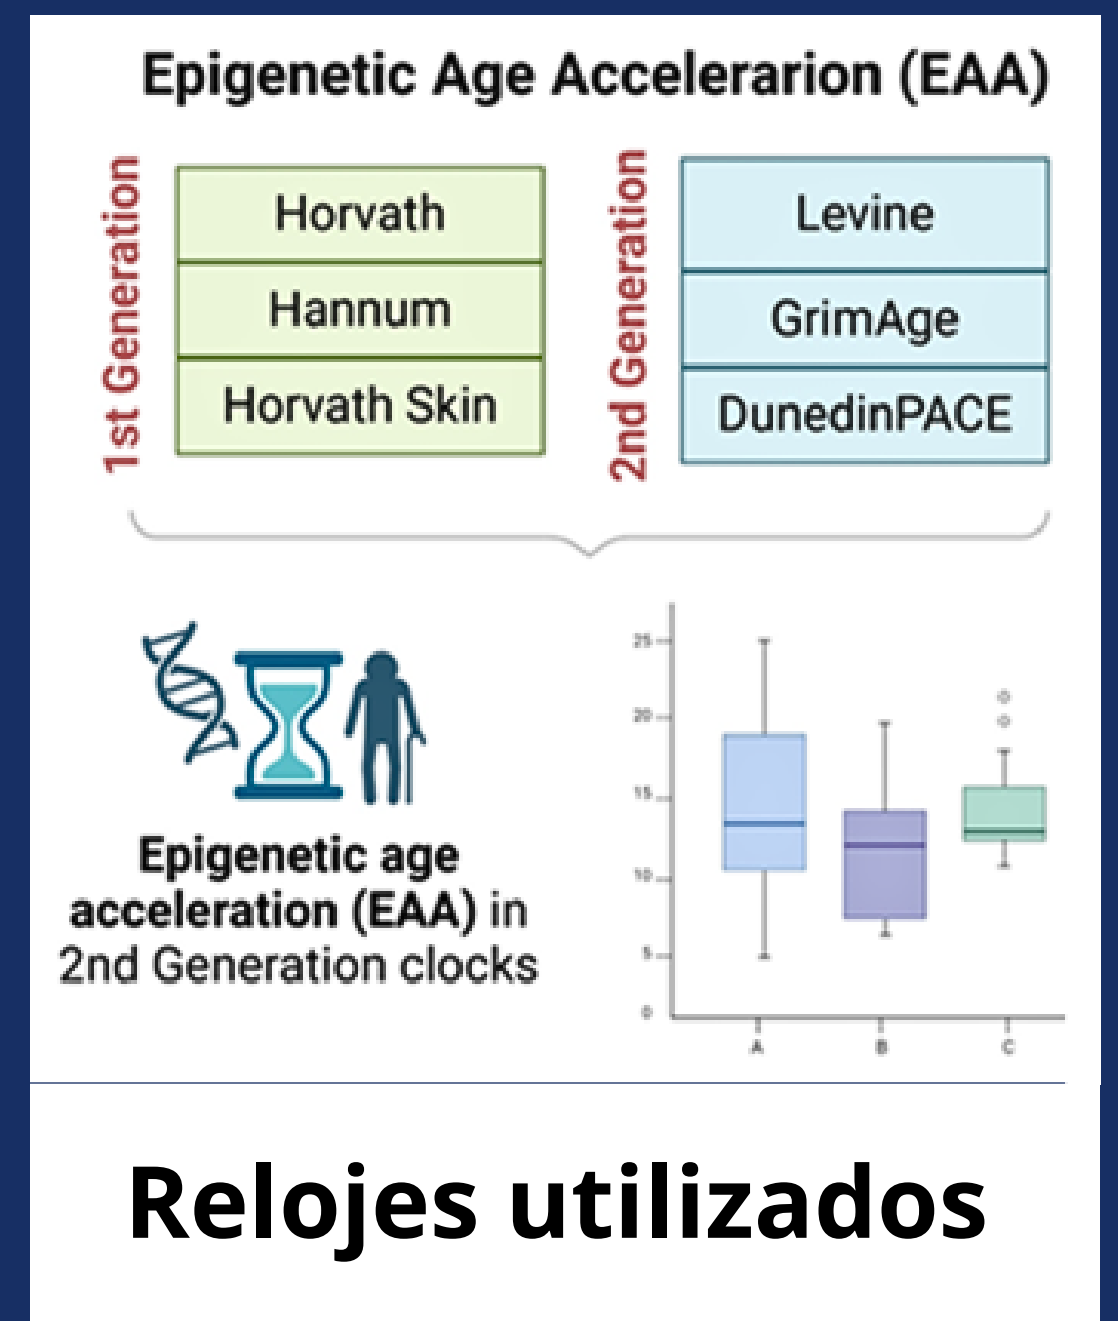 Epigenetic Age Accelerarion (EAA)
1st Generation
Horvath
Hannum
Horvath Skin
2nd Generation
Levine
GrimAge
DunedinPACE
Epigenetic age
acceleration (EAA) in
2nd Generation clocks
25
20
15
10
5
0
A
B
C
Relojes utilizados